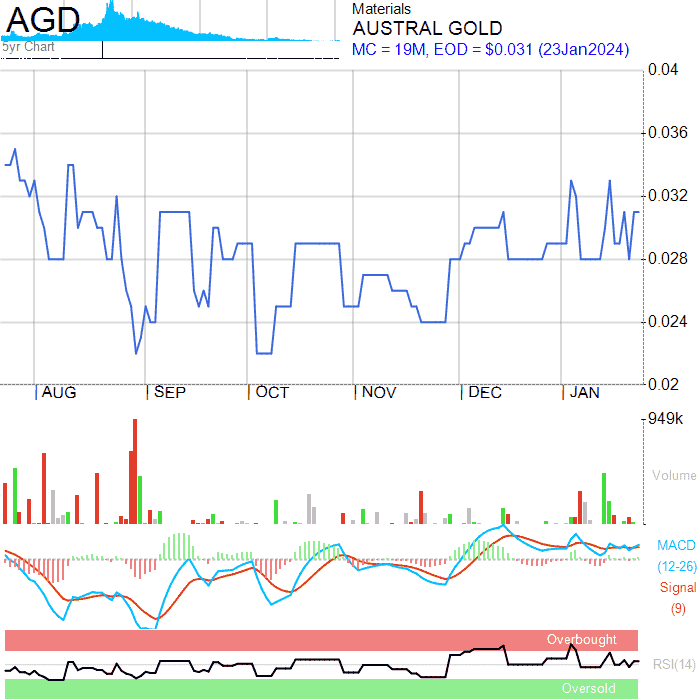 AGD
5yr Chart
Materials
AUSTRAL GOLD
MC = 19M, EOD = $0.031 (23Jan2024)
0.04
0.036
0.032
0.028
0.024
0.02
AUG SEP OCT NOV DEC JAN
949k
Volume
MACD
(12-26)
Signal
(9)
Overbought
RSI(14)
Oversold